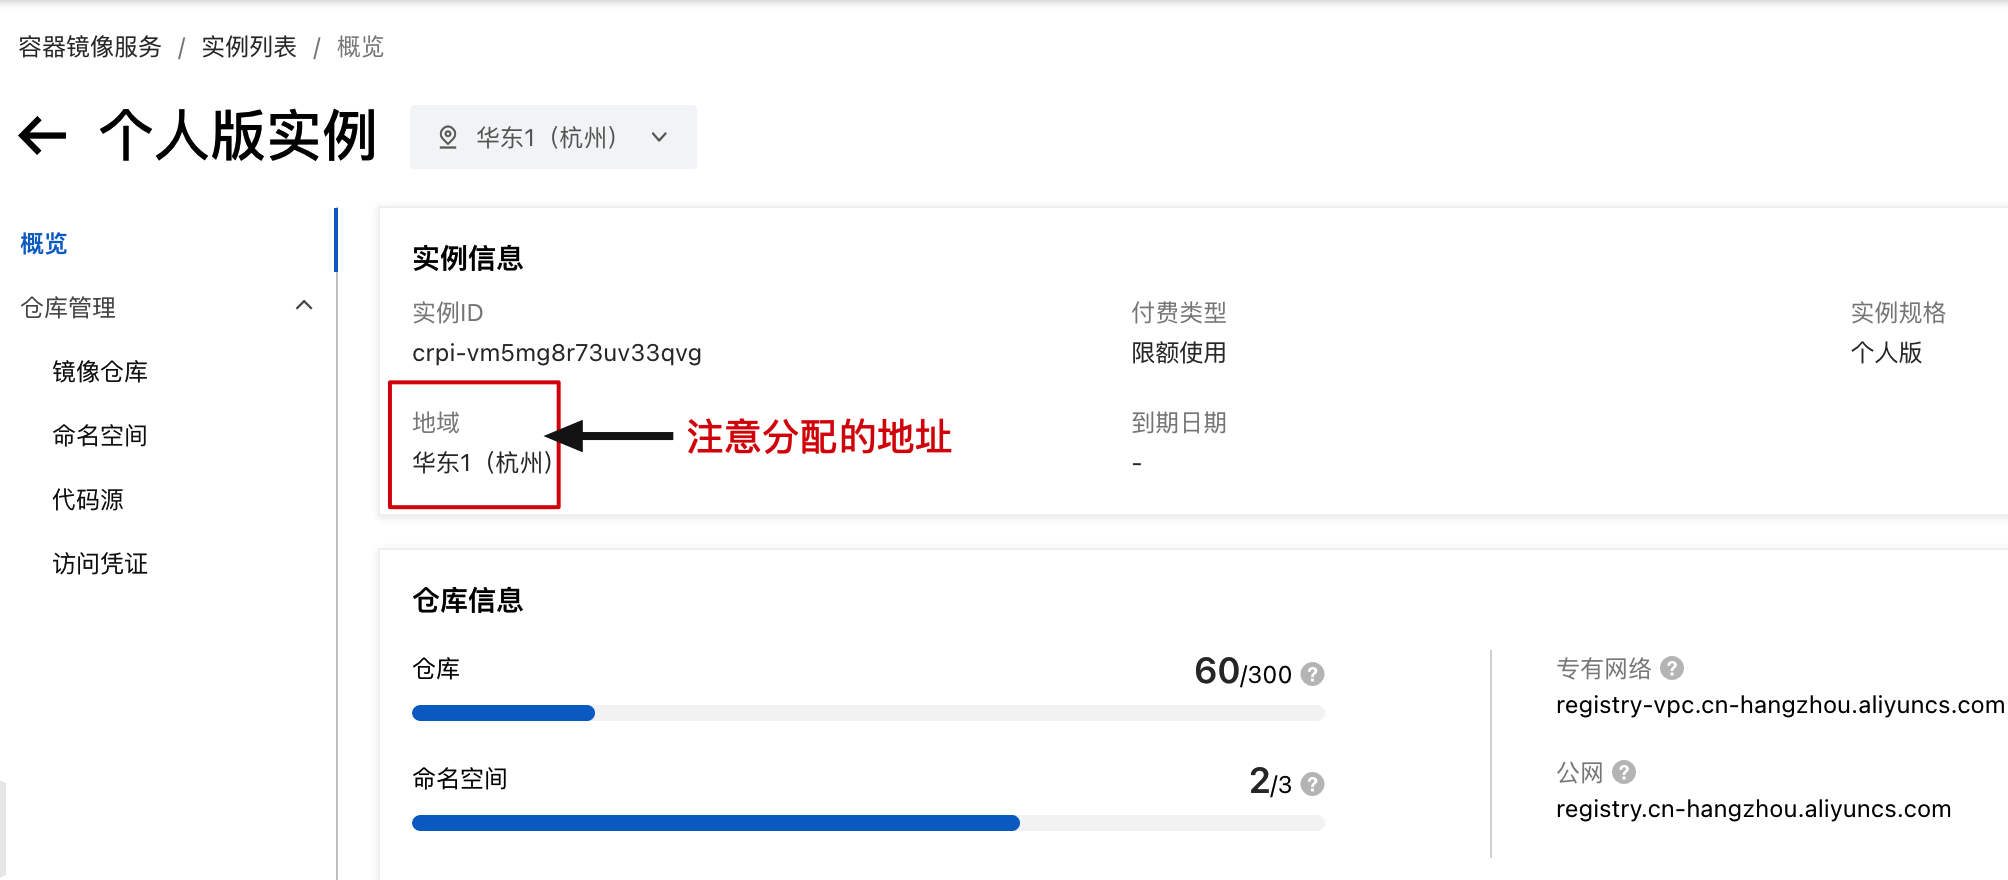 容器镜像服务 / 实例列表 / 概览
个人版实例
华东1（杭州）
概览
仓库管理
镜像仓库
命名空间
代码源
访问凭证
实例信息
实例ID
crpi-vm5mg8r73uv33qvg
付费类型
限额使用
实例规格
个人版
地域
华东1（杭州）
注意分配的地址
到期日期
-
仓库信息
仓库
60/300
命名空间
2/3
专有网络
registry-vpc.cn-hangzhou.aliyuncs.com
公网
registry.cn-hangzhou.aliyuncs.com